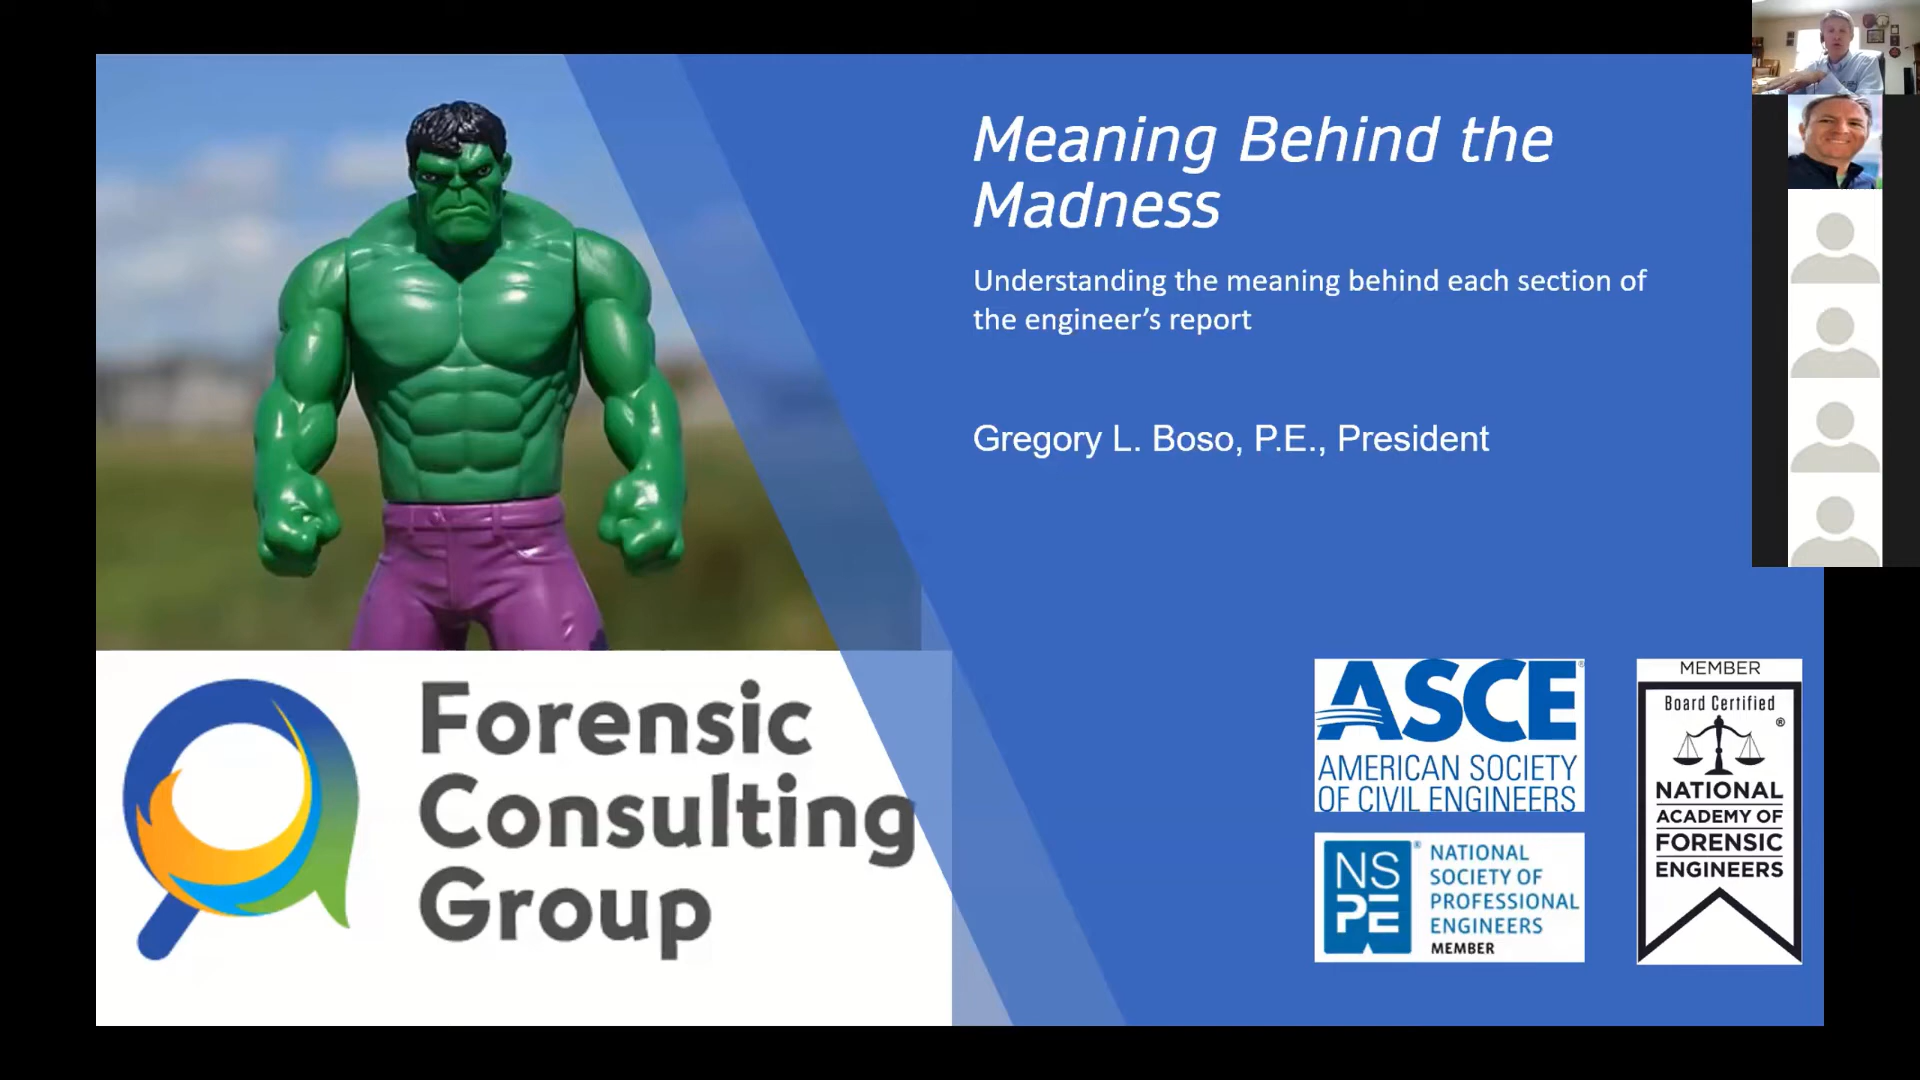 Meaning Behind the
Madness
Understanding the meaning behind each section of
the engineer’s report
Gregory L. Boso, P.E., President
Forensic
Consulting
Group
ASCE®
AMERICAN SOCIETY
OF CIVIL ENGINEERS
NS
PE
®
NATIONAL
SOCIETY OF
PROFESSIONAL
ENGINEERS
MEMBER
MEMBER
Board Certified
®
NATIONAL
ACADEMY OF
FORENSIC
ENGINEERS